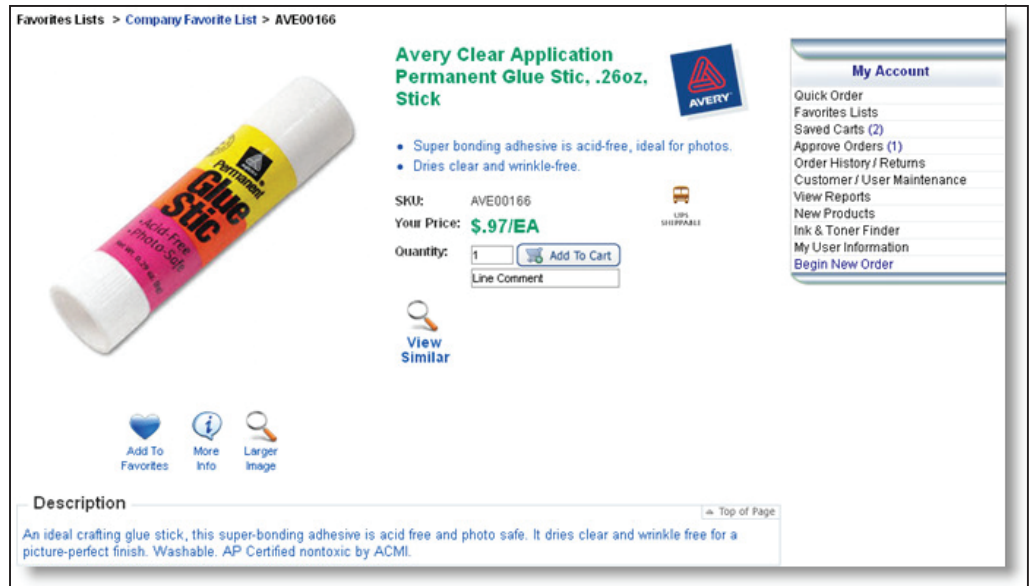 Favorites Lists > Company Favorite List > AVE00166
Avery Clear Application
Permanent Glue Stic, .26oz,
Stick
AVERY
Permanent
Glue
Stic
•Acid-Free
•Photo-Safe
Net Wt. 0.26 oz.
• Super bonding adhesive is acid-free, ideal for photos.
• Dries clear and wrinkle-free.
SKU: AVE00166
UPS
SHIPPABLE
Your Price: $.97/EA
Quantity: 1 Add To Cart
Line Comment
View
Similar
Add To
Favorites
More
Info
Larger
Image
My Account
Quick Order
Favorites Lists
Saved Carts (2)
Approve Orders (1)
Order History / Returns
Customer / User Maintenance
View Reports
New Products
Ink & Toner Finder
My User Information
Begin New Order
Description
Top of Page
An ideal crafting glue stick, this super-bonding adhesive is acid free and photo safe. It dries clear and wrinkle free for a
picture-perfect finish. Washable. AP Certified nontoxic by ACMI.